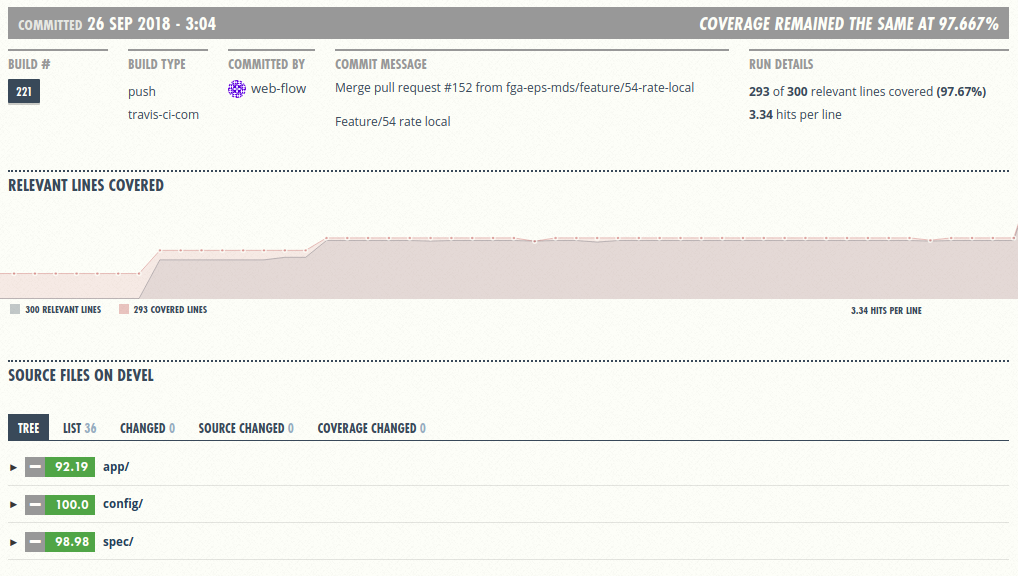 COMMITTED 26 SEP 2018 - 3:04 COVERAGE REMAINED THE SAME AT 97.667%
BUILD # BUILD TYPE COMMITTED BY COMMIT MESSAGE RUN DETAILS
221 push web-flow Merge pull request #152 from fga-eps-mds/feature/54-rate-local 293 of 300 relevant lines covered (97.67%)
travis-ci-com Feature/54 rate local 3.34 hits per line
RELEVANT LINES COVERED
300 RELEVANT LINES 293 COVERED LINES 3.34 HITS PER LINE
SOURCE FILES ON DEVEL
TREE LIST 36 CHANGED 0 SOURCE CHANGED 0 COVERAGE CHANGED 0
92.19 app/
100.0 config/
98.98 spec/